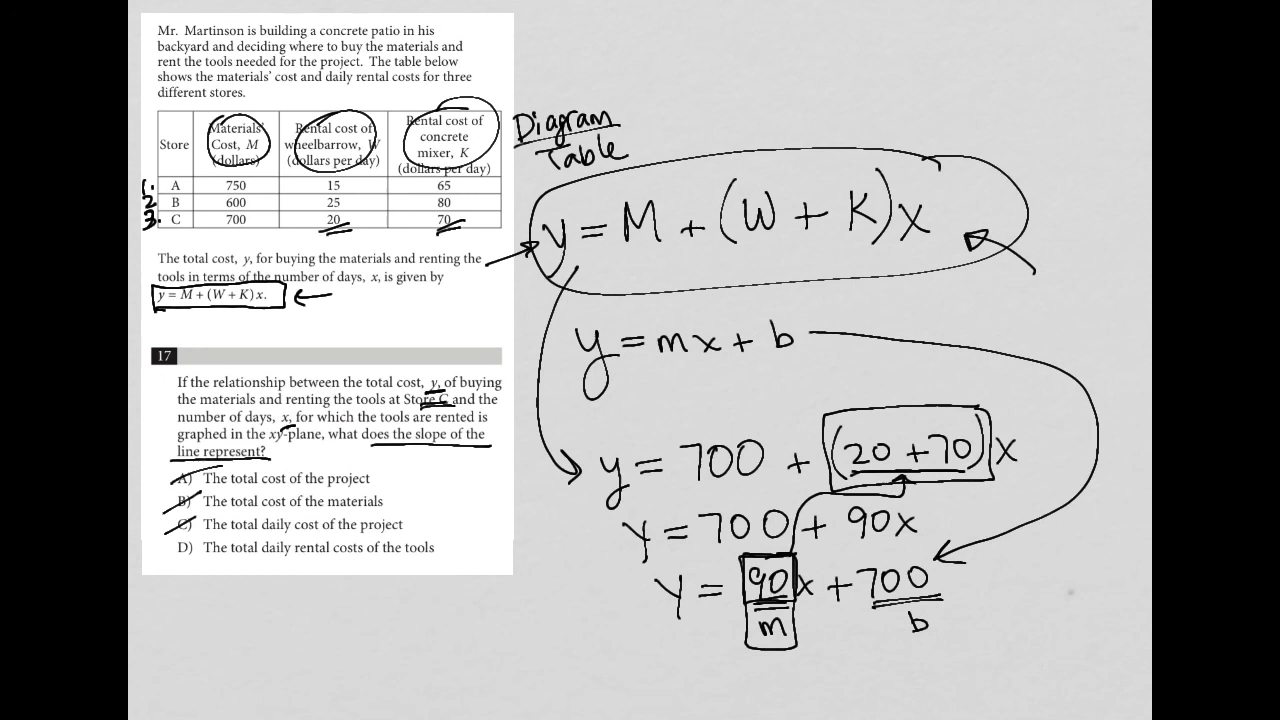 Mr. Martinson is building a concrete patio in his
backyard and deciding where to buy the materials and
rent the tools needed for the project. The table below
shows the materials' cost and daily rental costs for three
different stores.
Store
Materials'
Cost, M
(dollars)
Rental cost of
wheelbarrow, W
(dollars per day)
Rental cost of
concrete
mixer, K
(dollars per day)
1. A 750 15 65
2 B 600 25 80
3. C 700 20 70
The total cost, y, for buying the materials and renting the
tools in terms of the number of days, x, is given by
y = M + (W + K)x.
17
If the relationship between the total cost, y, of buying
the materials and renting the tools at Store C and the
number of days, x, for which the tools are rented is
graphed in the xy-plane, what does the slope of the
line represent?
A) The total cost of the project
B) The total cost of the materials
C) The total daily cost of the project
D) The total daily rental costs of the tools
Diagram
Table
y = M + (W + K)x
y = mx + b
y = 700 + (20 + 70)x
y = 700 + 90x
y = 90x + 700
m b